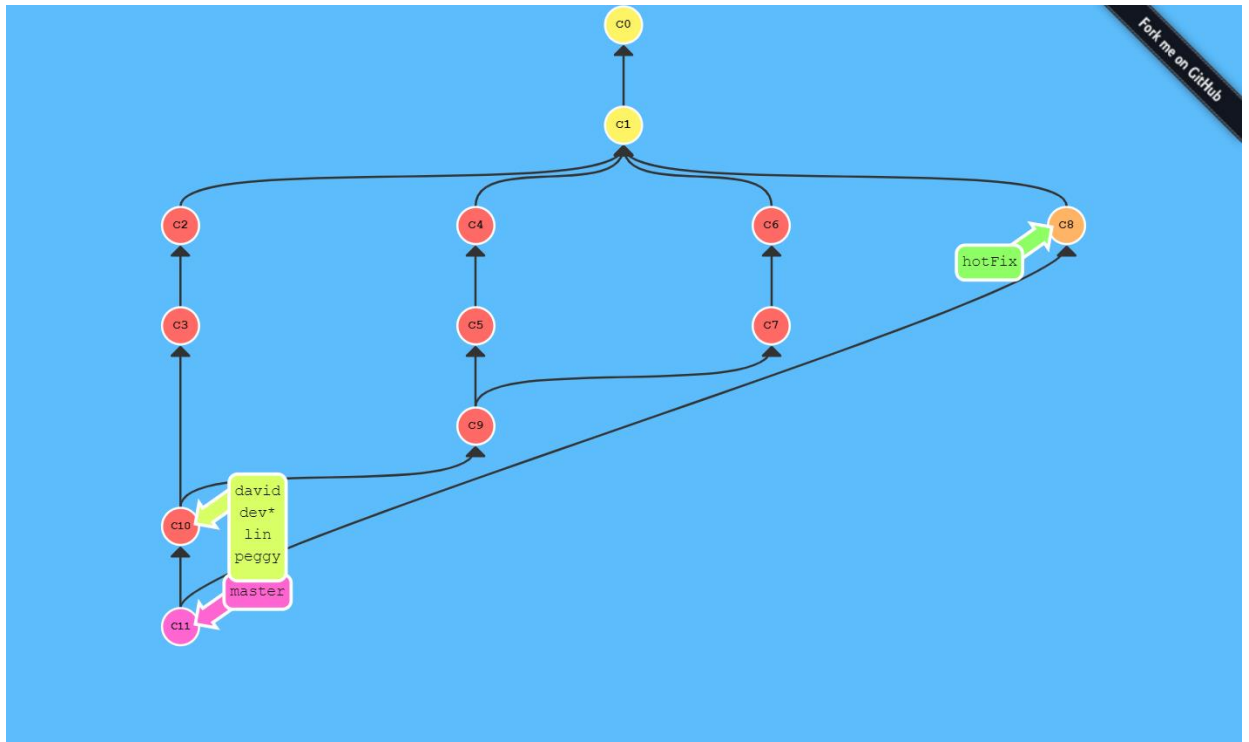 C0
Fork me on GitHub
C1
C2
C4
C6
C8
hotFix
C3
C5
C7
C9
david
dev*
lin
peggy
C10
master
C11